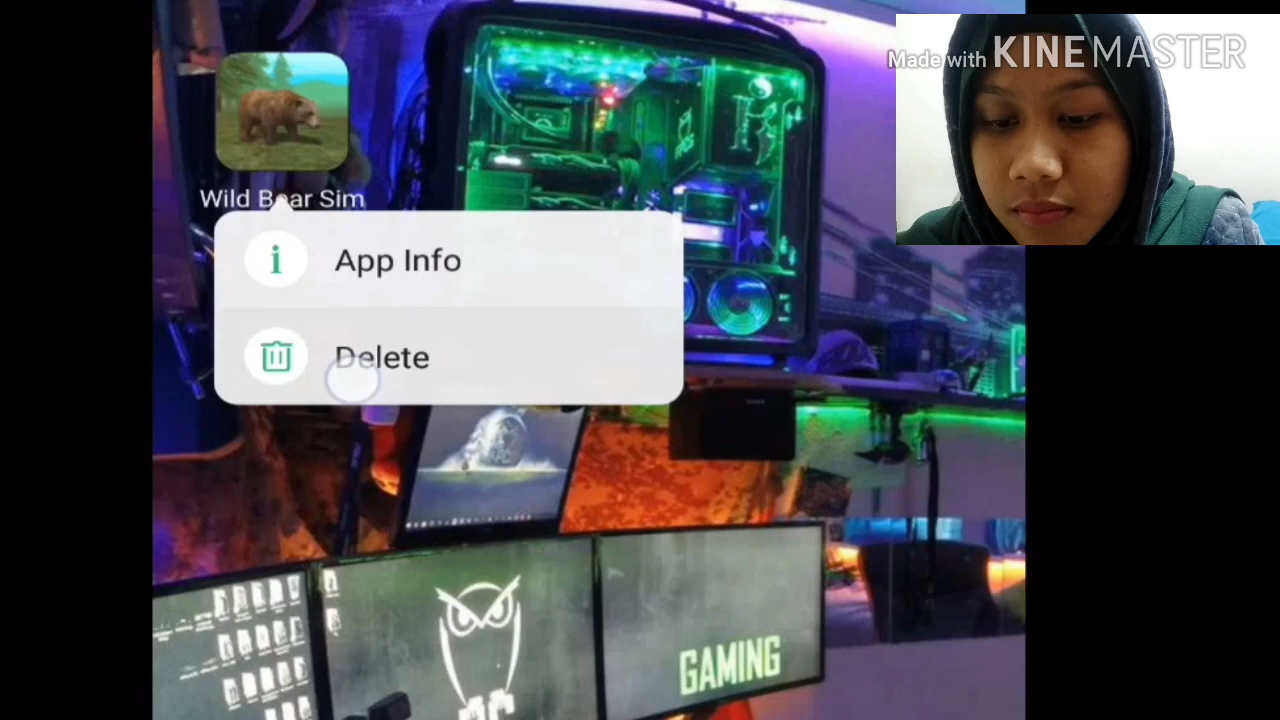 Made with KINEMASTER
Wild Bear Sim
App Info
Delete
GAMING